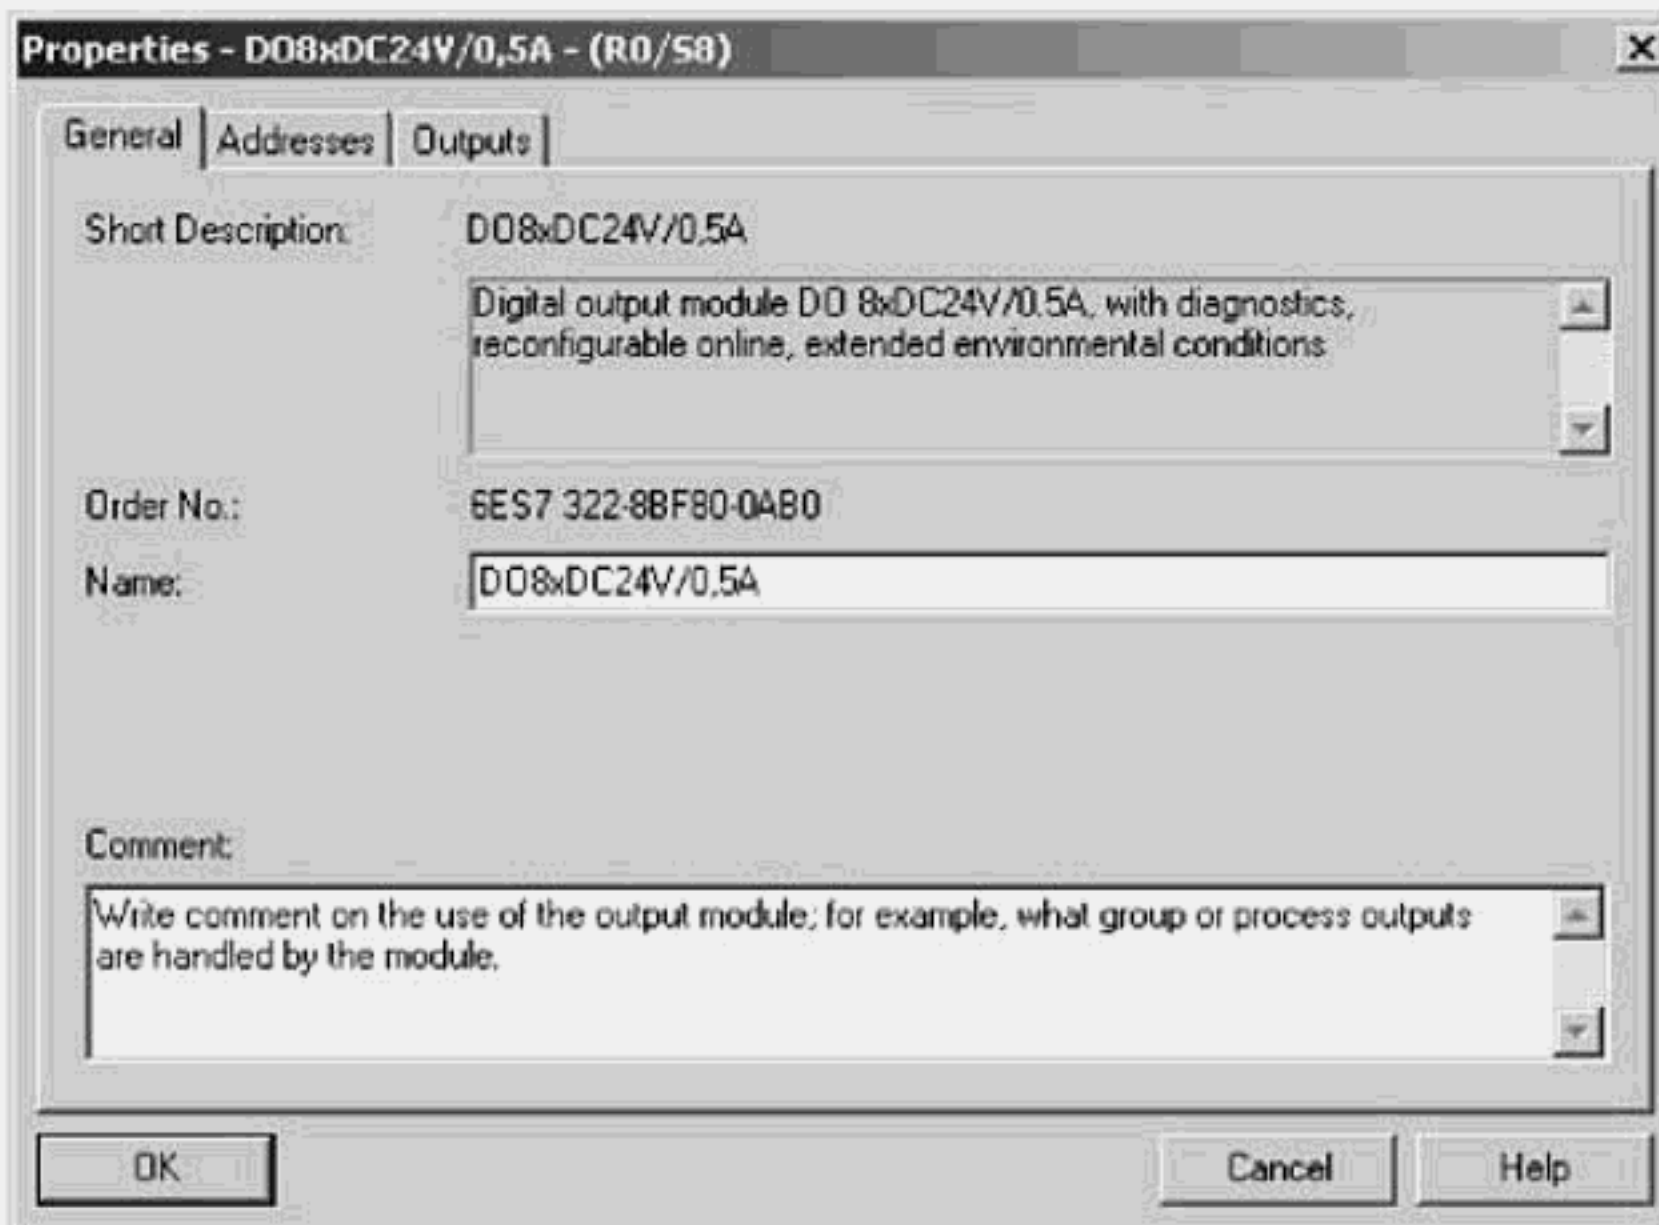 Properties - DO8xDC24V/0,5A - (R0/S8)
General Addresses Outputs
Short Description: DO8xDC24V/0,5A
Digital output module DO 8xDC24V/0.5A, with diagnostics,
reconfigurable online, extended environmental conditions
Order No.: 6ES7 322-8BF80-0AB0
Name: DO8xDC24V/0,5A
Comment:
Write comment on the use of the output module; for example, what group or process outputs
are handled by the module.
OK Cancel Help